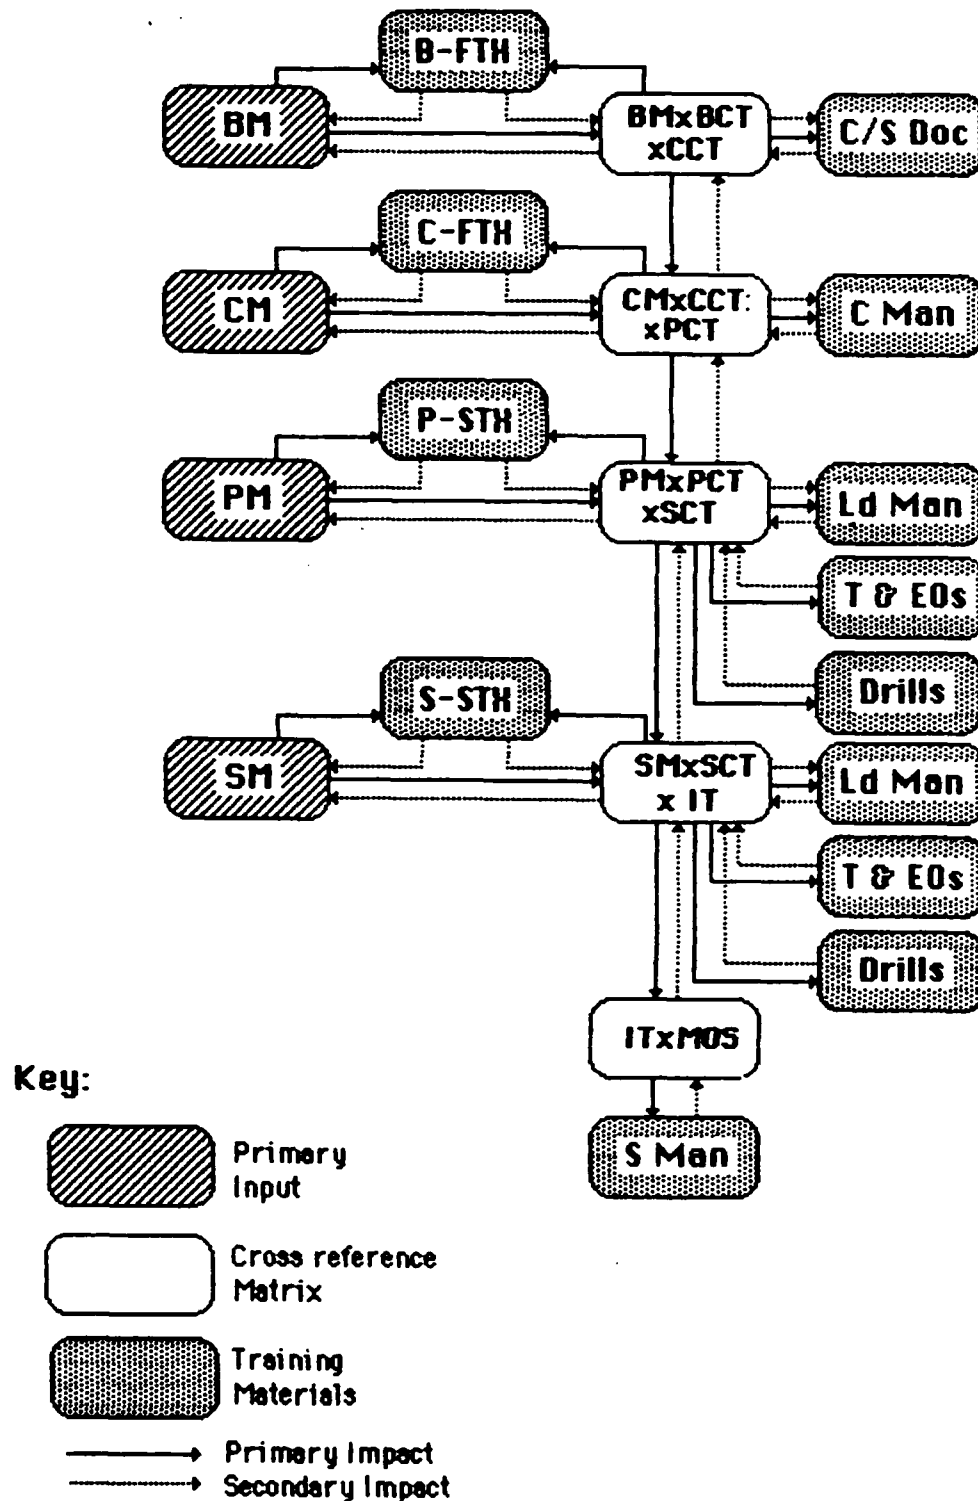 B-FTX
BM
BMxBCT
xCCT
C/S Doc
C-FTX
CM
CMxCCT:
xPCT
C Man
P-STX
PM
PMxPCT
xSCT
Ld Man
T & EOs
Drills
S-STX
SM
SMxSCT
x IT
Ld Man
T & EOs
Drills
ITxMOS
S Man
Key:
Primary
Input
Cross reference
Matrix
Training
Materials
Primary Impact
Secondary Impact